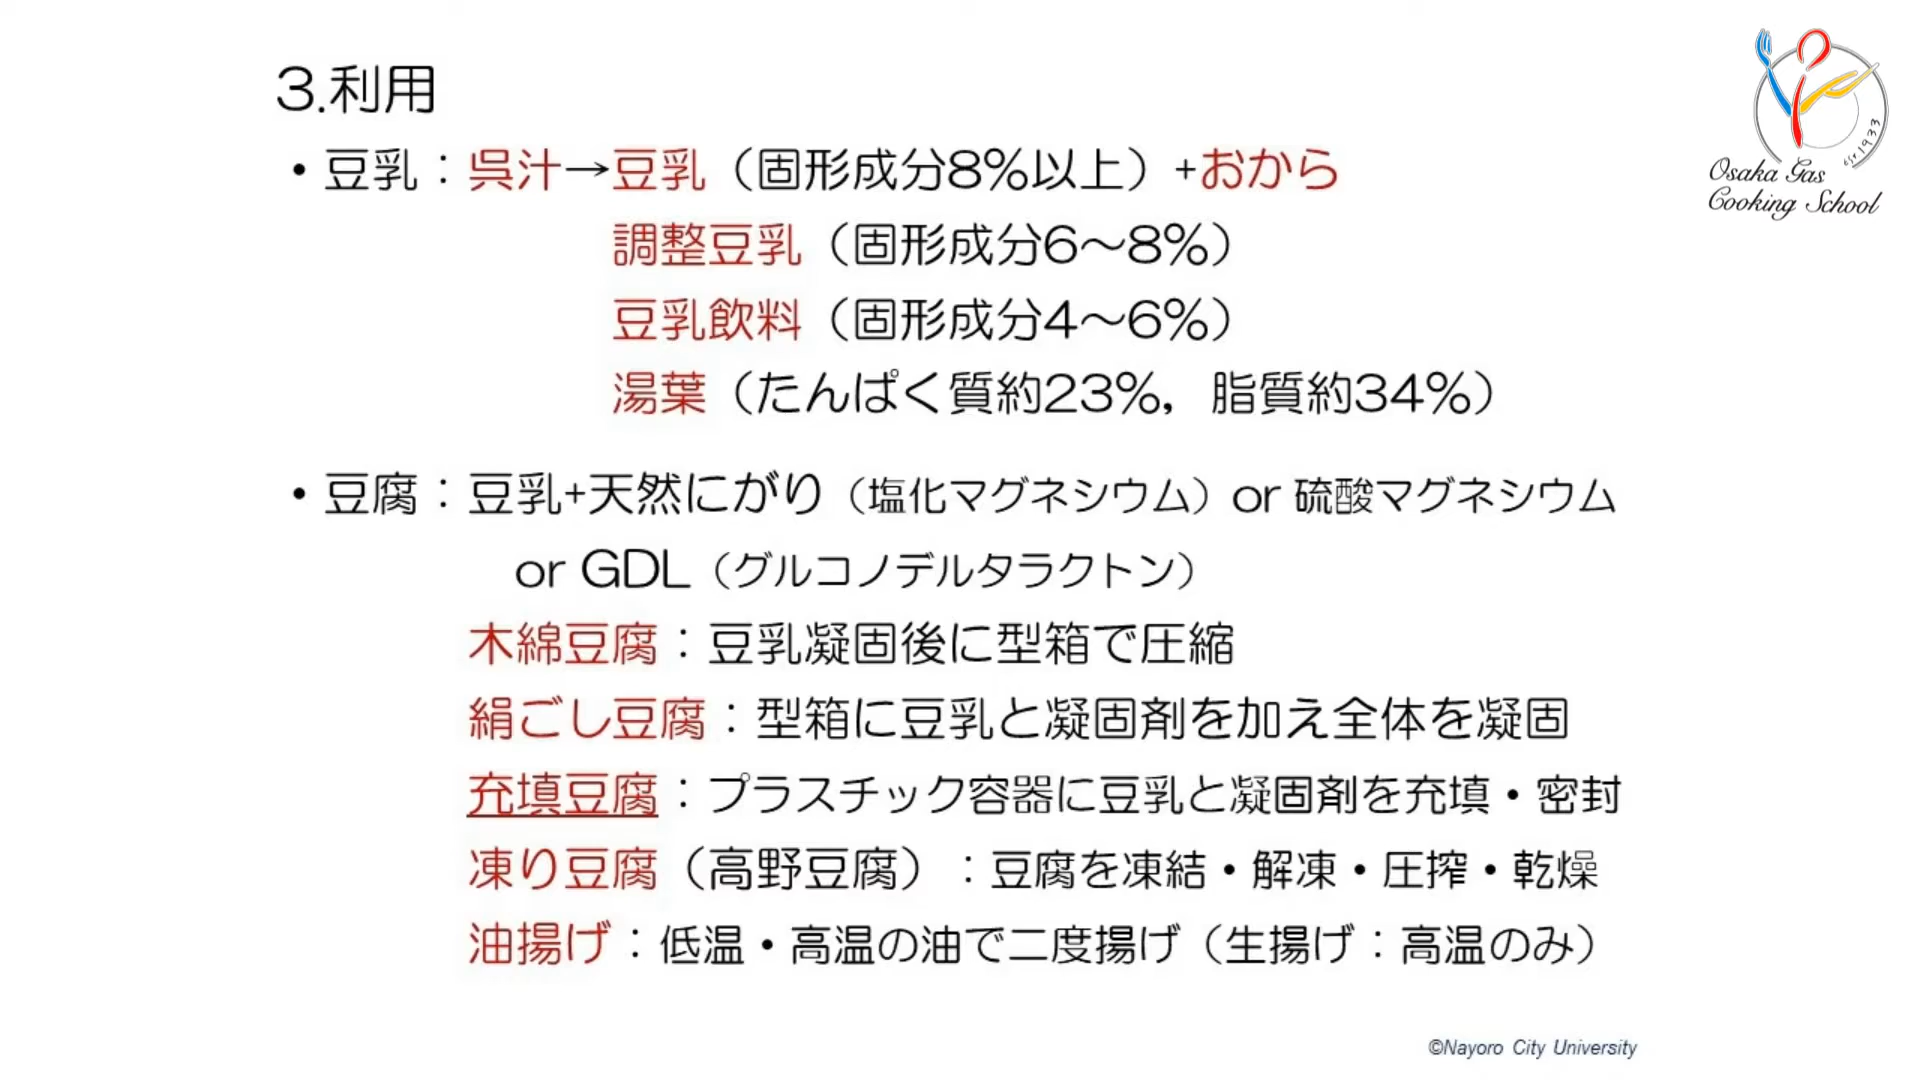 3.利用
・豆乳：呉汁→豆乳（固形成分8%以上）+おから
調整豆乳（固形成分6～8%）
豆乳飲料（固形成分4～6%）
湯葉（たんぱく質約23%，脂質約34%）
・豆腐：豆乳+天然にがり（塩化マグネシウム）or 硫酸マグネシウム
or GDL（グルコノデルタラクトン）
木綿豆腐：豆乳凝固後に型箱で圧縮
絹ごし豆腐：型箱に豆乳と凝固剤を加え全体を凝固
充填豆腐：プラスチック容器に豆乳と凝固剤を充填・密封
凍り豆腐（高野豆腐）：豆腐を凍結・解凍・圧搾・乾燥
油揚げ：低温・高温の油で二度揚げ（生揚げ：高温のみ）
©Nayoro City University
est.1933
Osaka Gas
Cooking School